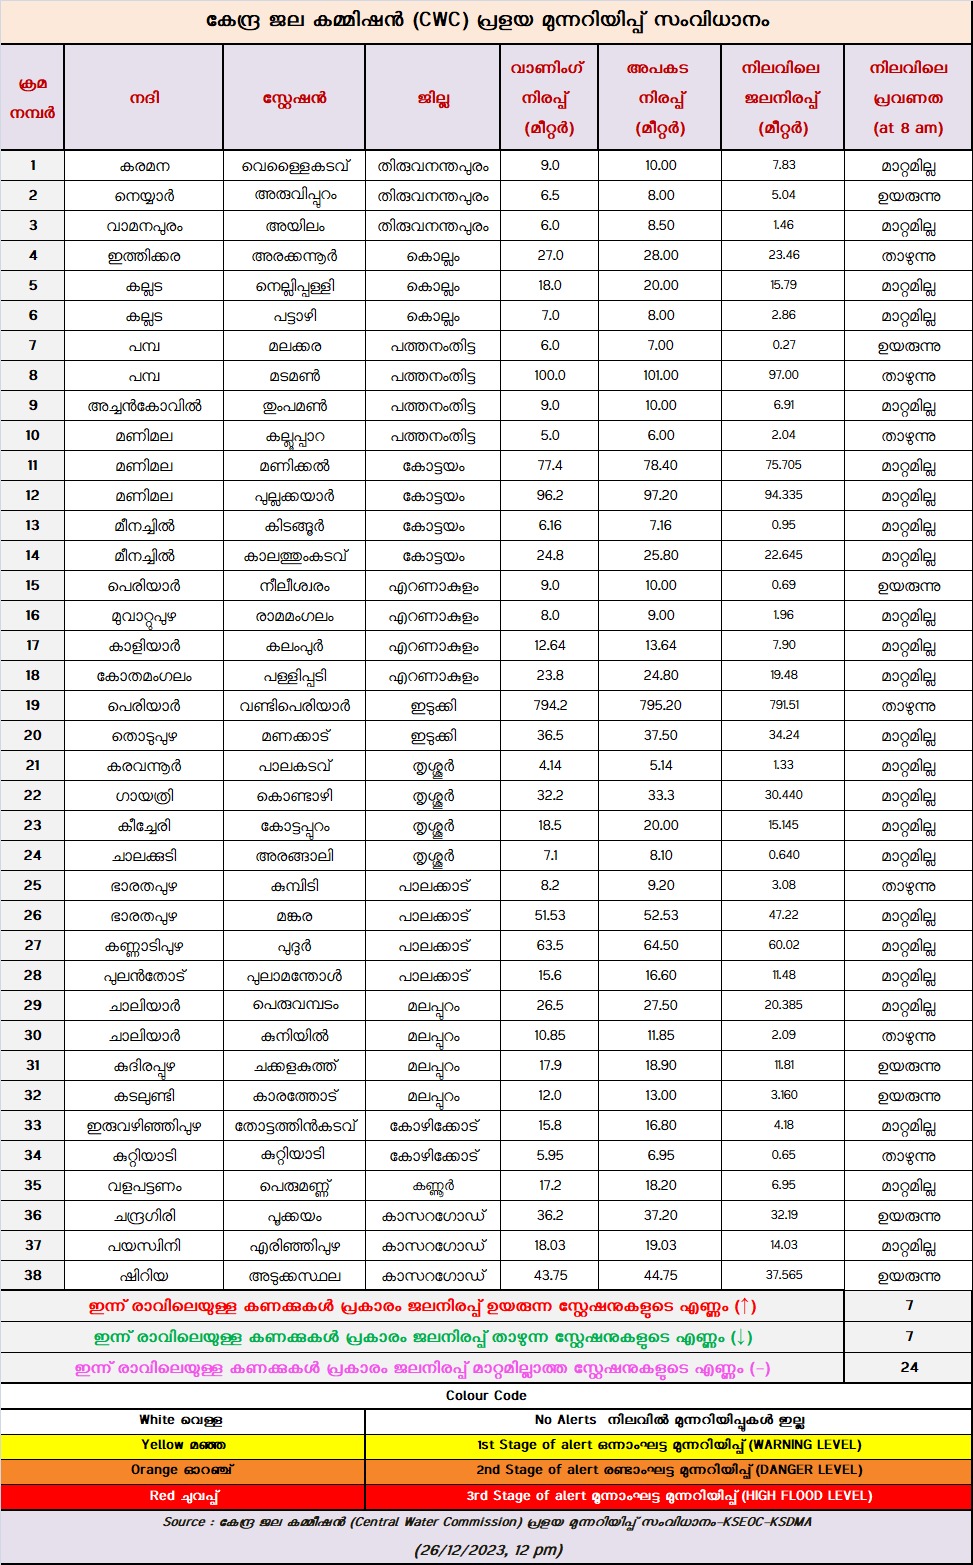 കേന്ദ്ര ജല കമ്മിഷൻ (CWC) പ്രളയ മുന്നറിയിപ്പ് സംവിധാനം
ക്രമ നമ്പർ നദി സ്റ്റേഷൻ ജില്ല വാണിംഗ് നിരപ്പ് (മീറ്റർ) അപകട നിരപ്പ് (മീറ്റർ) നിലവിലെ ജലനിരപ്പ് (മീറ്റർ) നിലവിലെ പ്രവണത (at 8 am)
1 കരമന വെള്ളൈകടവ് തിരുവനന്തപുരം 9.0 10.00 7.83 മാറ്റമില്ല
2 നെയ്യാർ അരുവിപ്പുറം തിരുവനന്തപുരം 6.5 8.00 5.04 ഉയരുന്നു
3 വാമനപുരം അയിലം തിരുവനന്തപുരം 6.0 8.50 1.46 മാറ്റമില്ല
4 ഇത്തിക്കര അരക്കന്നൂർ കൊല്ലം 27.0 28.00 23.46 താഴുന്നു
5 കല്ലട നെല്ലിപ്പള്ളി കൊല്ലം 18.0 20.00 15.79 മാറ്റമില്ല
6 കല്ലട പട്ടാഴി കൊല്ലം 7.0 8.00 2.86 മാറ്റമില്ല
7 പമ്പ മലക്കര പത്തനംതിട്ട 6.0 7.00 0.27 ഉയരുന്നു
8 പമ്പ മടമൺ പത്തനംതിട്ട 100.0 101.00 97.00 താഴുന്നു
9 അച്ചൻകോവിൽ തുംപമൺ പത്തനംതിട്ട 9.0 10.00 6.91 മാറ്റമില്ല
10 മണിമല കല്ലൂപ്പാറ പത്തനംതിട്ട 5.0 6.00 2.04 താഴുന്നു
11 മണിമല മണിക്കൽ കോട്ടയം 77.4 78.40 75.705 മാറ്റമില്ല
12 മണിമല പുല്ലക്കയാർ കോട്ടയം 96.2 97.20 94.335 മാറ്റമില്ല
13 മീനച്ചിൽ കിടങ്ങൂർ കോട്ടയം 6.16 7.16 0.95 മാറ്റമില്ല
14 മീനച്ചിൽ കാലത്തുംകടവ് കോട്ടയം 24.8 25.80 22.645 മാറ്റമില്ല
15 പെരിയാർ നീലീശ്വരം എറണാകുളം 9.0 10.00 0.69 ഉയരുന്നു
16 മുവാറ്റുപുഴ രാമമംഗലം എറണാകുളം 8.0 9.00 1.96 മാറ്റമില്ല
17 കാളിയാർ കലംപൂർ എറണാകുളം 12.64 13.64 7.90 മാറ്റമില്ല
18 കോതമംഗലം പള്ളിപ്പടി എറണാകുളം 23.8 24.80 19.48 മാറ്റമില്ല
19 പെരിയാർ വണ്ടിപെരിയാർ ഇടുക്കി 794.2 795.20 791.51 താഴുന്നു
20 തൊടുപുഴ മണക്കാട് ഇടുക്കി 36.5 37.50 34.24 മാറ്റമില്ല
21 കരവന്നൂർ പാലകടവ് തൃശ്ശൂർ 4.14 5.14 1.33 മാറ്റമില്ല
22 ഗായത്രി കൊണ്ടാഴി തൃശ്ശൂർ 32.2 33.3 30.440 മാറ്റമില്ല
23 കീച്ചേരി കോട്ടപ്പുറം തൃശ്ശൂർ 18.5 20.00 15.145 മാറ്റമില്ല
24 ചാലക്കുടി അരങ്ങാലി തൃശ്ശൂർ 7.1 8.10 0.640 മാറ്റമില്ല
25 ഭാരതപുഴ കുമ്പിടി പാലക്കാട് 8.2 9.20 3.08 താഴുന്നു
26 ഭാരതപുഴ മങ്കര പാലക്കാട് 51.53 52.53 47.22 മാറ്റമില്ല
27 കണ്ണാടിപുഴ പുദുർ പാലക്കാട് 63.5 64.50 60.02 മാറ്റമില്ല
28 പുലൻതോട് പുലാമന്തോൾ പാലക്കാട് 15.6 16.60 11.48 മാറ്റമില്ല
29 ചാലിയാർ പെരുവമ്പടം മലപ്പുറം 26.5 27.50 20.385 മാറ്റമില്ല
30 ചാലിയാർ കുനിയിൽ മലപ്പുറം 10.85 11.85 2.09 താഴുന്നു
31 കുദിരപ്പുഴ ചക്കളകുത്ത് മലപ്പുറം 17.9 18.90 11.81 ഉയരുന്നു
32 കടലുണ്ടി കാരത്തോട് മലപ്പുറം 12.0 13.00 3.160 ഉയരുന്നു
33 ഇരുവഴിഞ്ഞിപുഴ തോട്ടത്തിൻകടവ് കോഴിക്കോട് 15.8 16.80 4.18 മാറ്റമില്ല
34 കുറ്റിയാടി കുറ്റിയാടി കോഴിക്കോട് 5.95 6.95 0.65 താഴുന്നു
35 വളപട്ടണം പെരുമണ്ണ് കണ്ണൂർ 17.2 18.20 6.95 മാറ്റമില്ല
36 ചന്ദ്രഗിരി പൂക്കയം കാസറഗോഡ് 36.2 37.20 32.19 ഉയരുന്നു
37 പയസ്വിനി എരിഞ്ഞിപുഴ കാസറഗോഡ് 18.03 19.03 14.03 മാറ്റമില്ല
38 ഷിറിയ അടുക്കസ്ഥല കാസറഗോഡ് 43.75 44.75 37.565 ഉയരുന്നു
ഇന്ന് രാവിലെയുള്ള കണക്കുകൾ പ്രകാരം ജലനിരപ്പ് ഉയരുന്ന സ്റ്റേഷനുകളുടെ എണ്ണം (↑) 7
ഇന്ന് രാവിലെയുള്ള കണക്കുകൾ പ്രകാരം ജലനിരപ്പ് താഴുന്ന സ്റ്റേഷനുകളുടെ എണ്ണം (↓) 7
ഇന്ന് രാവിലെയുള്ള കണക്കുകൾ പ്രകാരം ജലനിരപ്പ് മാറ്റമില്ലാത്ത സ്റ്റേഷനുകളുടെ എണ്ണം (-) 24
Colour Code
White വെള്ള No Alerts നിലവിൽ മുന്നറിയിപ്പുകൾ ഇല്ല
Yellow മഞ്ഞ 1st Stage of alert ഒന്നാംഘട്ട മുന്നറിയിപ്പ് (WARNING LEVEL)
Orange ഓറഞ്ച് 2nd Stage of alert രണ്ടാംഘട്ട മുന്നറിയിപ്പ് (DANGER LEVEL)
Red ചുവപ്പ് 3rd Stage of alert മൂന്നാംഘട്ട മുന്നറിയിപ്പ് (HIGH FLOOD LEVEL)
Source : കേന്ദ്ര ജല കമ്മീഷൻ (Central Water Commission) പ്രളയ മുന്നറിയിപ്പ് സംവിധാനം-KSEOC-KSDMA
(26/12/2023, 12 pm)